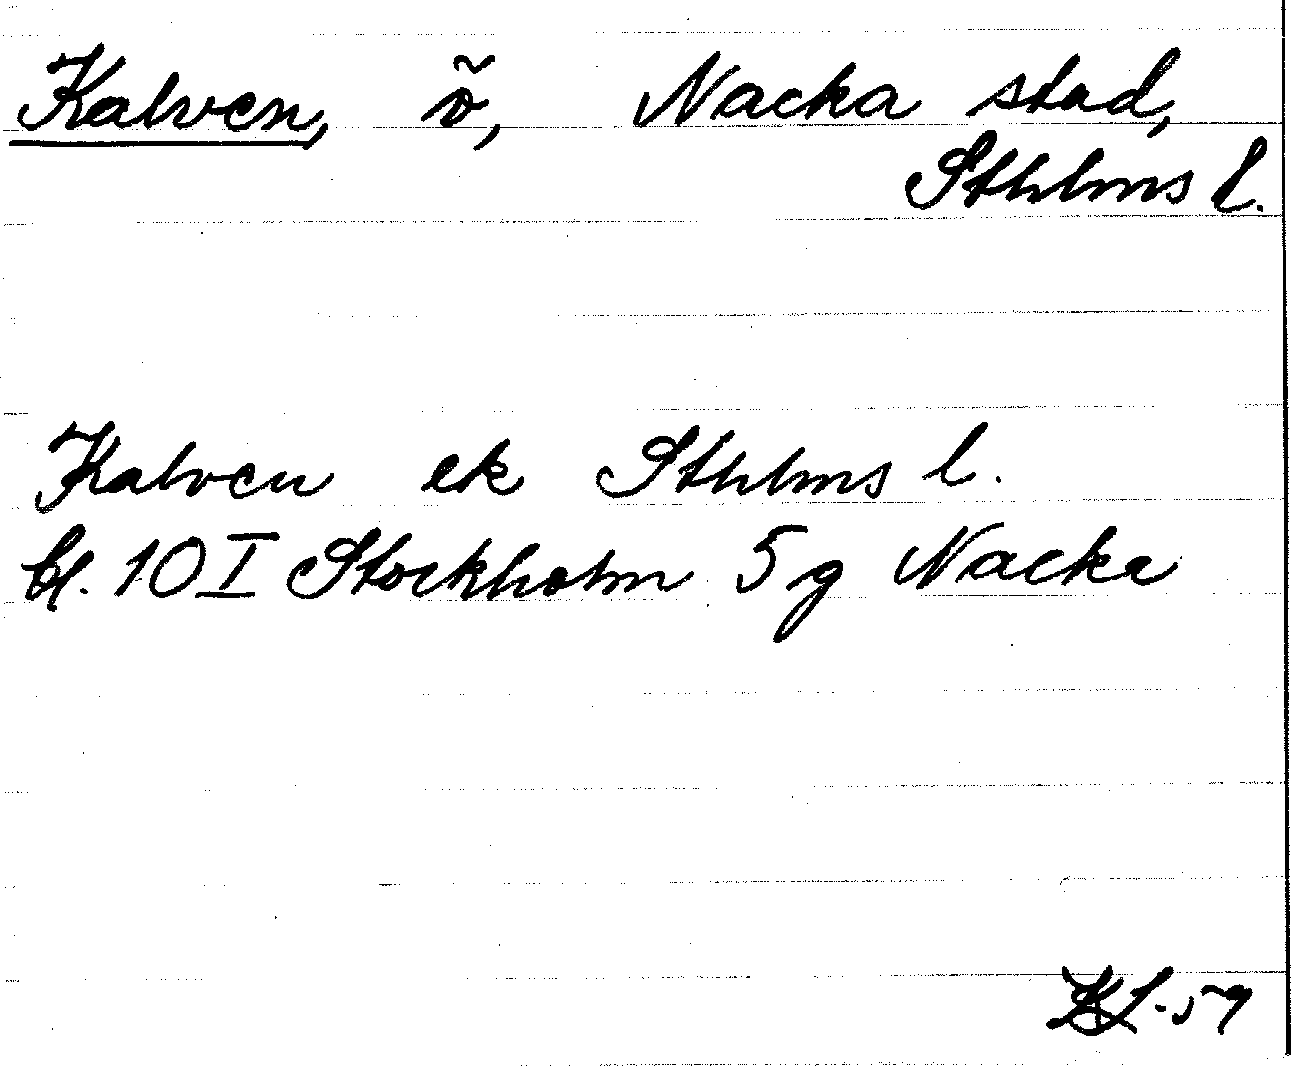 Kalven, ö, Nacka stad,
Sthlms l.
Kalven ek Sthlms l.
bl. 10 I Stockholm 5 g Nacka